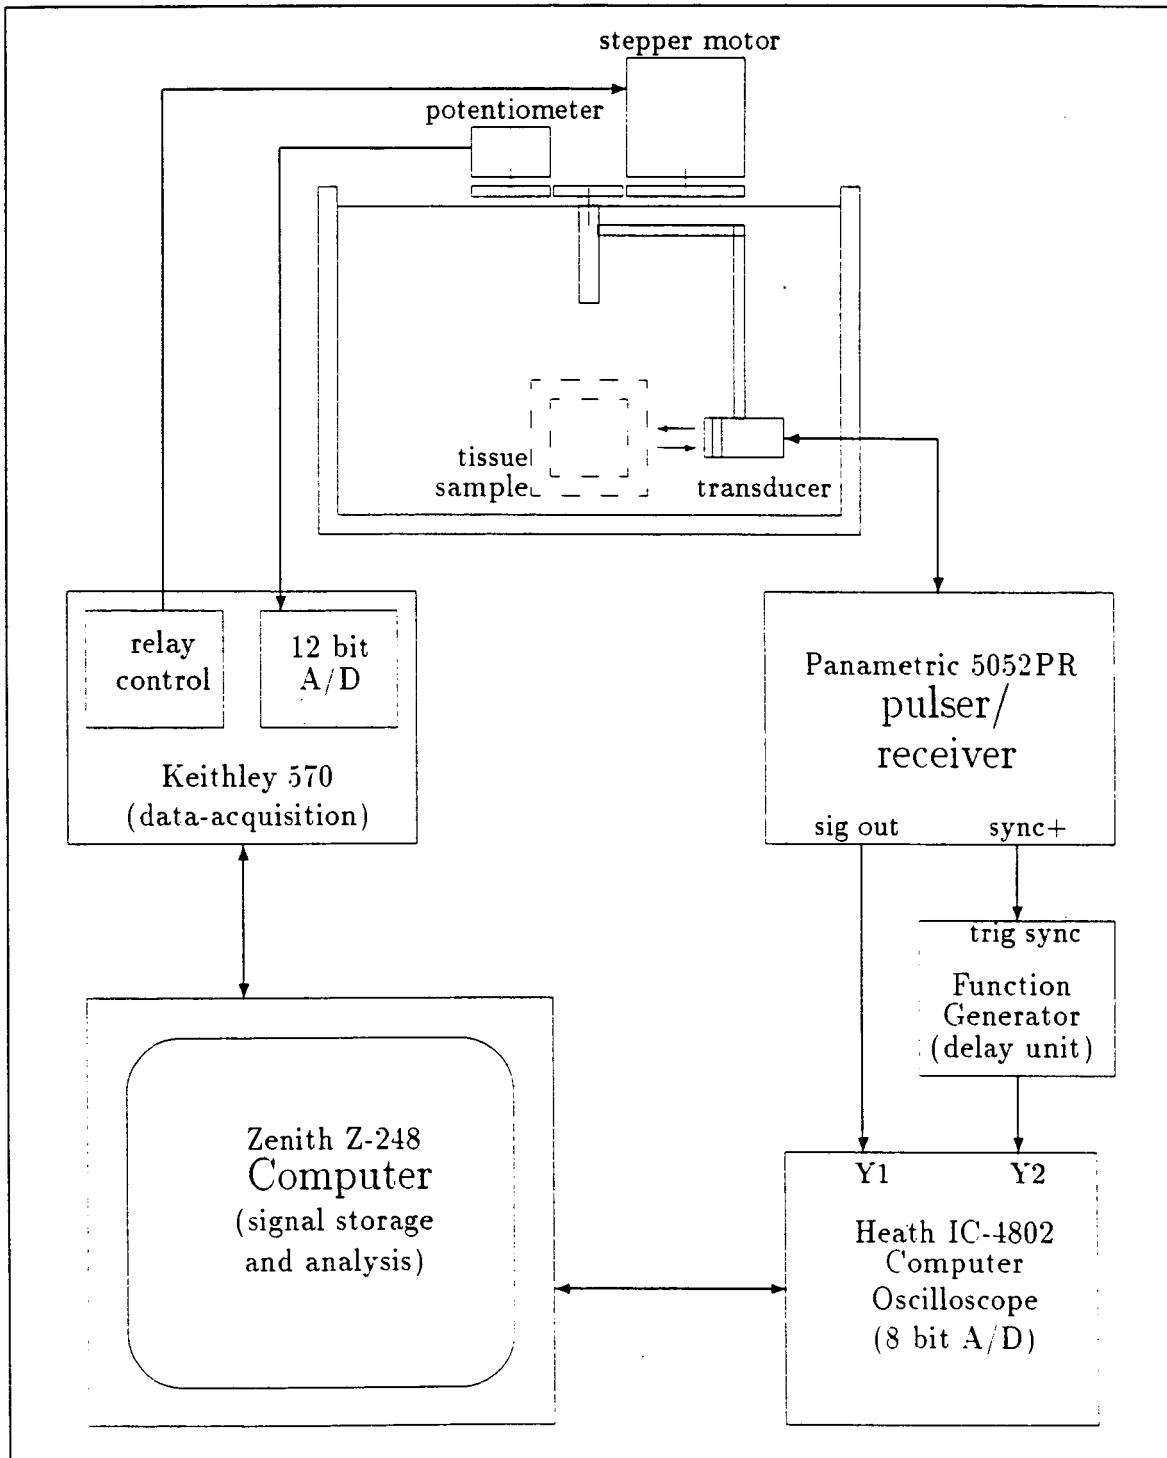 stepper motor
potentiometer
tissue
sample
transducer
relay
control
12 bit
A/D
Keithley 570
(data-acquisition)
Panametric 5052PR
pulser/
receiver
sig out
sync+
trig sync
Function
Generator
(delay unit)
Zenith Z-248
Computer
(signal storage
and analysis)
Y1
Y2
Heath IC-4802
Computer
Oscilloscope
(8 bit A/D)